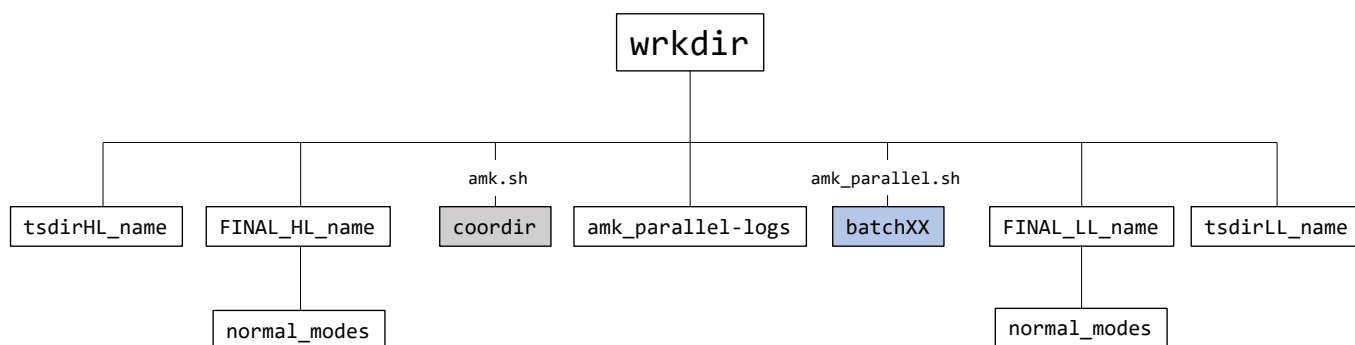 wrkdir
amk.sh
amk_parallel.sh
tsdirHL_name
FINAL_HL_name
coordir
amk_parallel-logs
batchXX
FINAL_LL_name
tsdirLL_name
normal_modes
normal_modes